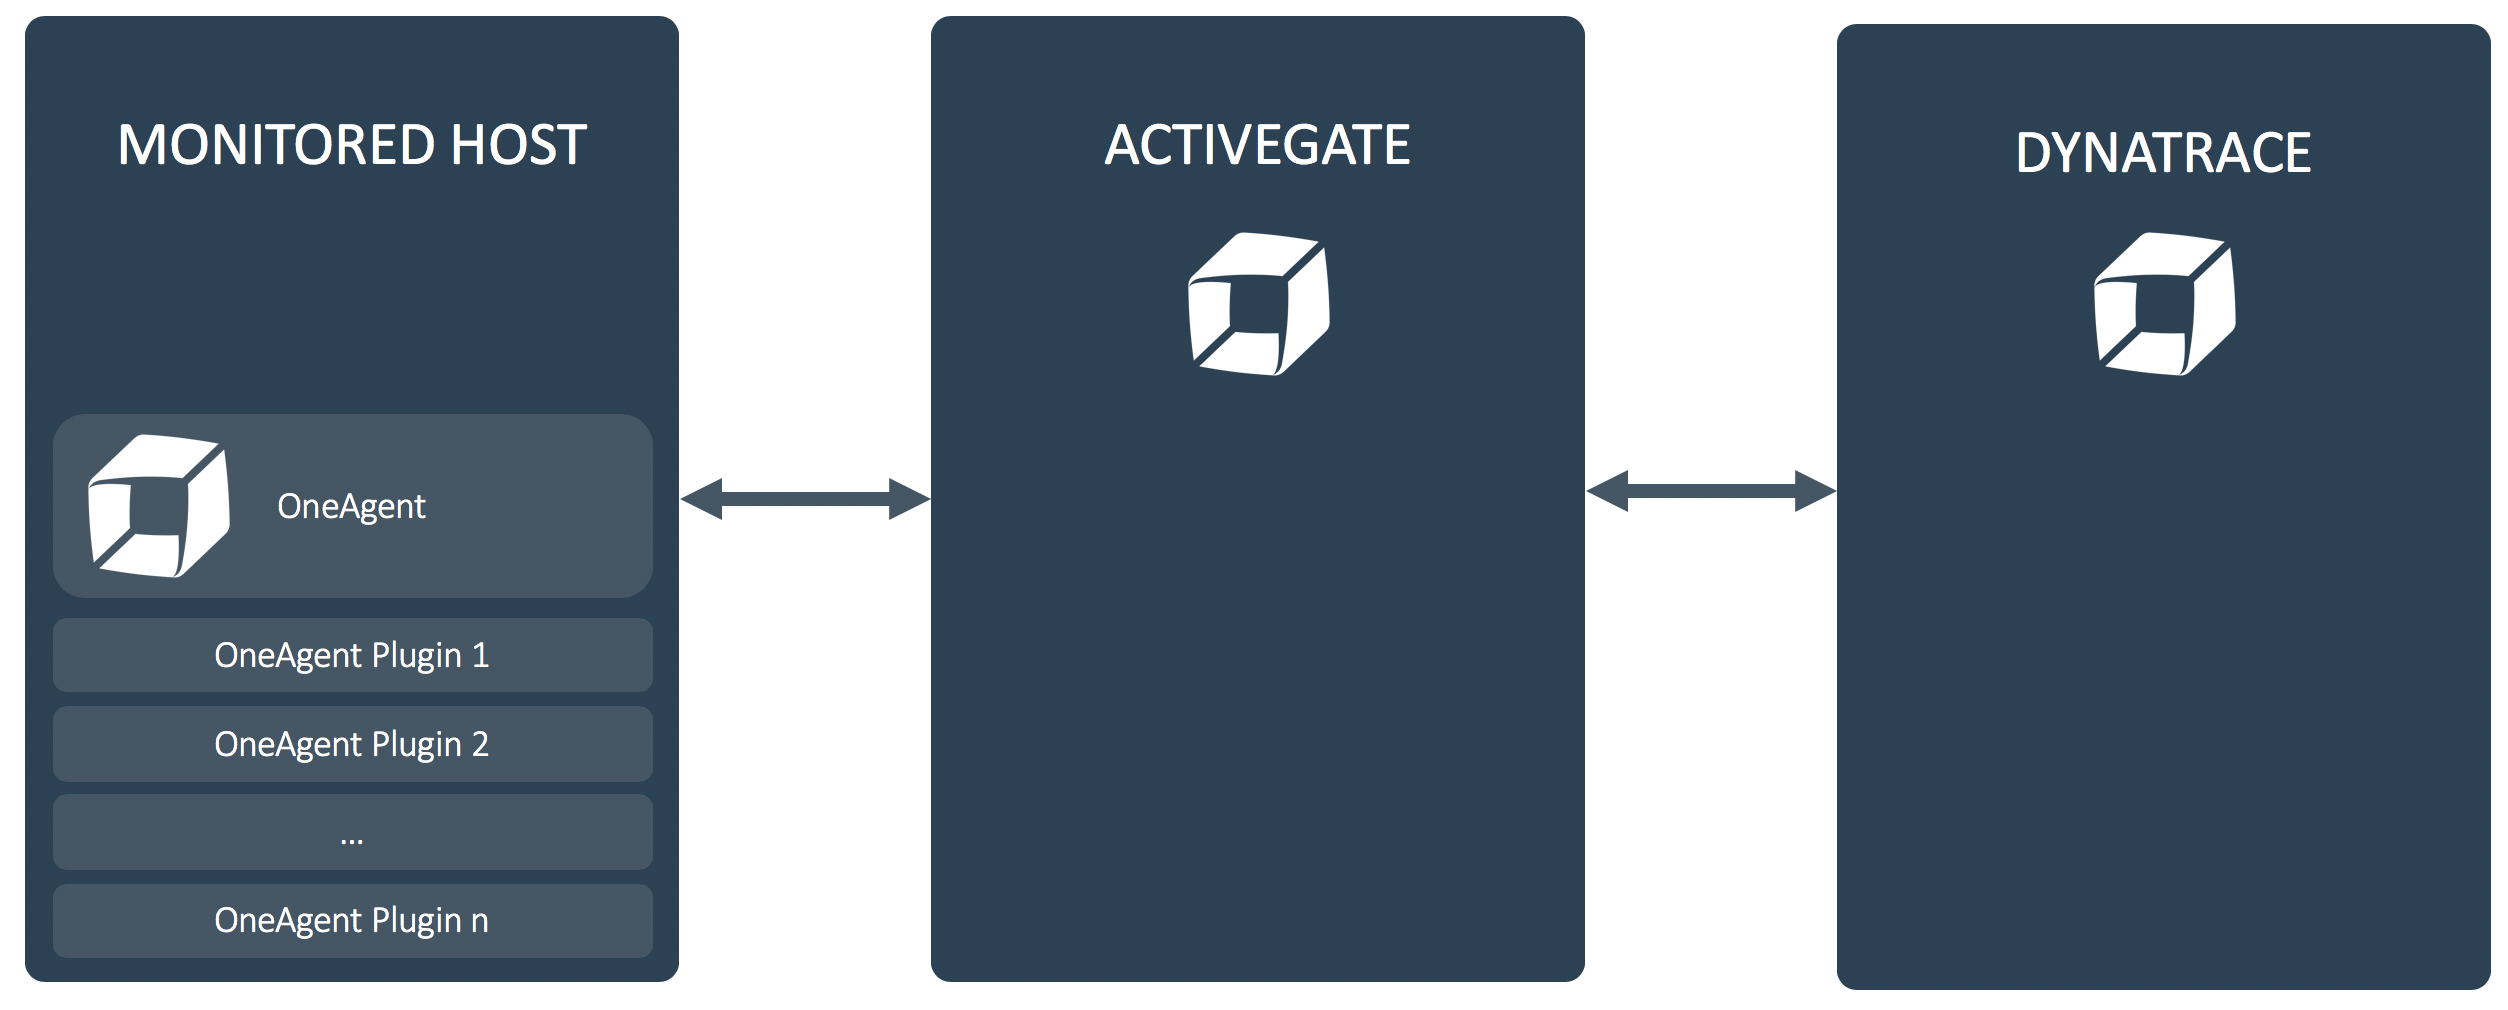 MONITORED HOST
OneAgent
OneAgent Plugin 1
OneAgent Plugin 2
...
OneAgent Plugin n
ACTIVEGATE
DYNATRACE